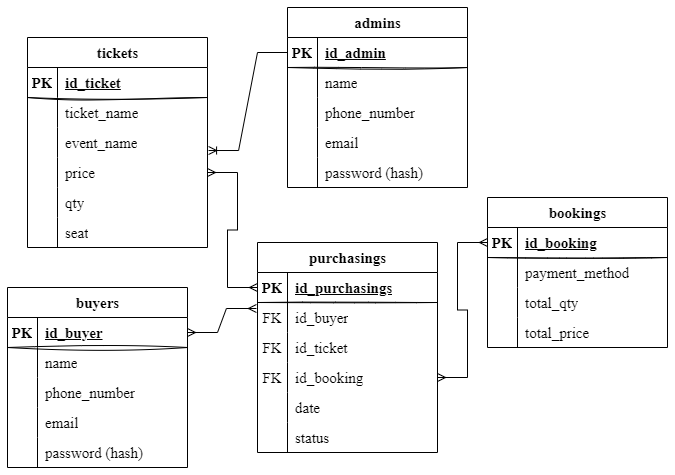 admins
PK id_admin
name
phone_number
email
password (hash)
tickets
PK id_ticket
ticket_name
event_name
price
qty
seat
bookings
PK id_booking
payment_method
total_qty
total_price
purchasings
PK id_purchasings
FK id_buyer
FK id_ticket
FK id_booking
date
status
buyers
PK id_buyer
name
phone_number
email
password (hash)